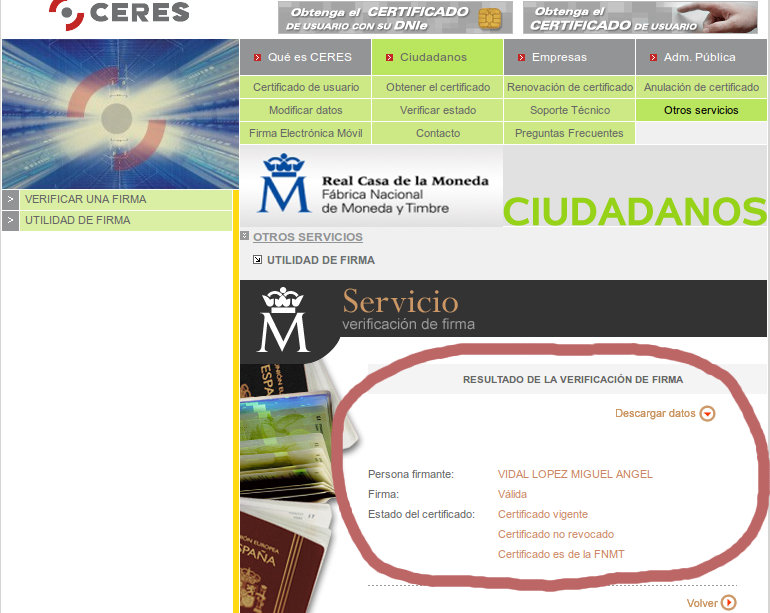 CERES
Obtenga el CERTIFICADO
DE USUARIO CON SU DNIe
Obtenga el
CERTIFICADO DE USUARIO
Qué es CERES
Ciudadanos
Empresas
Adm. Pública
Certificado de usuario
Obtener el certificado
Renovación de certificado
Anulación de certificado
Modificar datos
Verificar estado
Soporte Técnico
Otros servicios
Firma Electrónica Móvil
Contacto
Preguntas Frecuentes
> VERIFICAR UNA FIRMA
> UTILIDAD DE FIRMA
M
Real Casa de la Moneda
Fábrica Nacional
de Moneda y Timbre
CIUDADANOS
OTROS SERVICIOS
UTILIDAD DE FIRMA
M
Servicio
verificación de firma
ESPAÑA
RESULTADO DE LA VERIFICACIÓN DE FIRMA
Descargar datos
Persona firmante: VIDAL LOPEZ MIGUEL ANGEL
Firma: Válida
Estado del certificado: Certificado vigente
Certificado no revocado
Certificado es de la FNMT
Volver